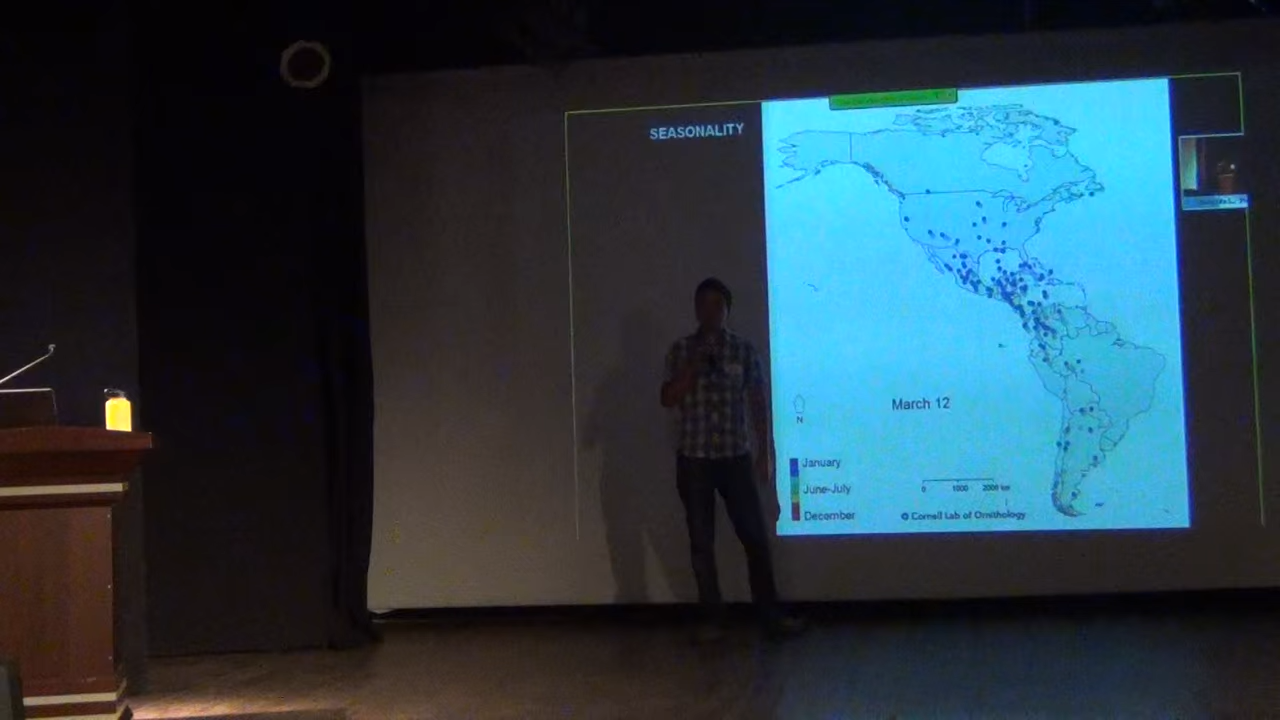 SEASONALITY
March 12
N
January
June-July
December
0 1000 2000 km
© Cornell Lab of Ornithology